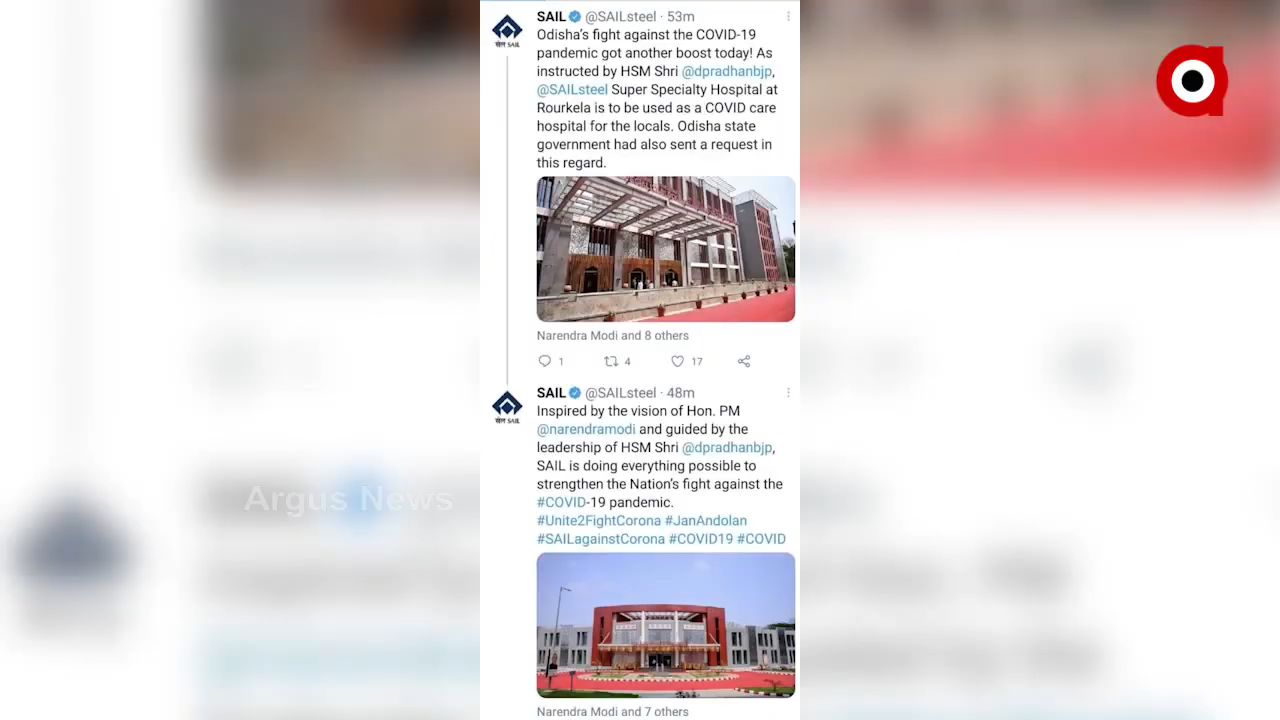 SAIL @SAILsteel · 53m
Odisha's fight against the COVID-19
pandemic got another boost today! As
instructed by HSM Shri @dpradhanbjp,
@SAILsteel Super Specialty Hospital at
Rourkela is to be used as a COVID care
hospital for the locals. Odisha state
government had also sent a request in
this regard.
सेल SAIL
Narendra Modi and 8 others
1 4 17
SAIL @SAILsteel · 48m
Inspired by the vision of Hon. PM
@narendramodi and guided by the
leadership of HSM Shri @dpradhanbjp,
SAIL is doing everything possible to
strengthen the Nation's fight against the
#COVID-19 pandemic.
#Unite2FightCorona #JanAndolan
#SAILagainstCorona #COVID19 #COVID
सेल SAIL
Narendra Modi and 7 others
Argus News